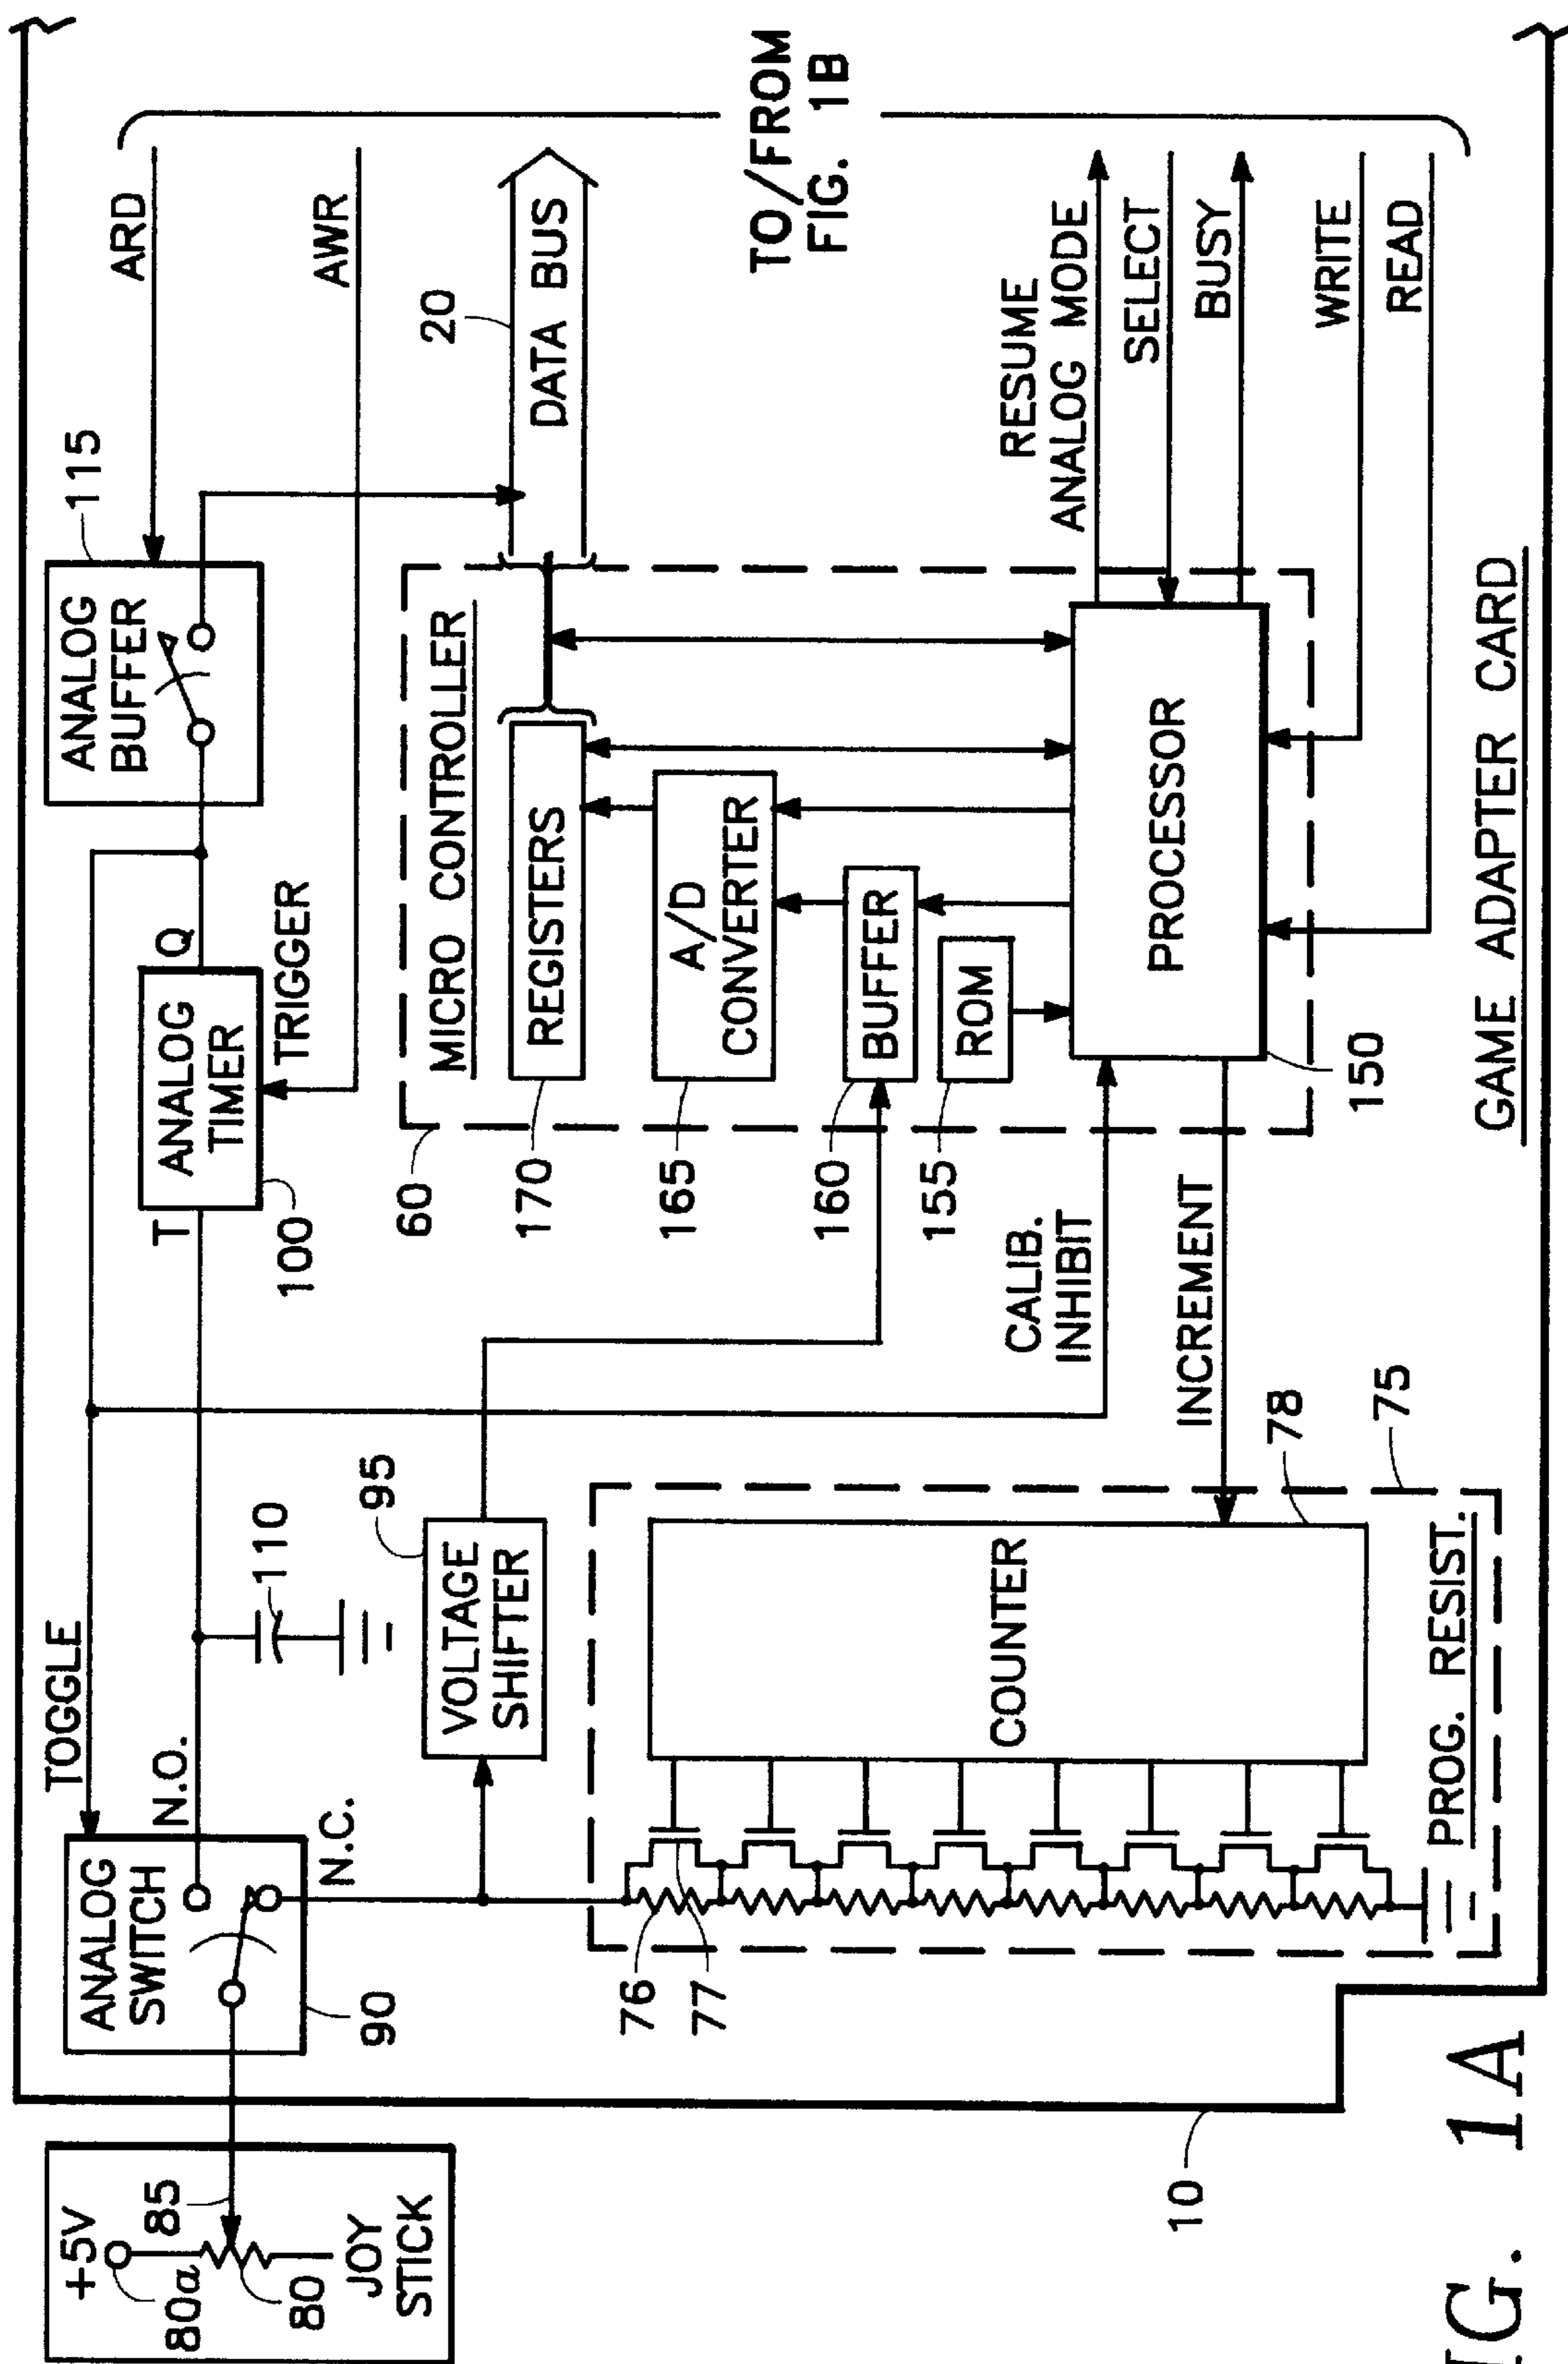 +5V
80a
85
80
JOY
STICK
10
ANALOG
SWITCH
90
TOGGLE
N.O.
N.C.
110
VOLTAGE
SHIFTER
95
76
77
COUNTER
78
PROG. RESIST.
75
T
ANALOG
TIMER
100
Q
TRIGGER
ANALOG
BUFFER
115
ARD
AWR
20
DATA BUS
TO/FROM
FIG. 1B
60
MICRO CONTROLLER
REGISTERS
170
A/D
CONVERTER
165
BUFFER
160
ROM
155
PROCESSOR
150
CALIB.
INHIBIT
INCREMENT
RESUME
ANALOG MODE
SELECT
BUSY
WRITE
READ
GAME ADAPTER CARD
IG. 1A